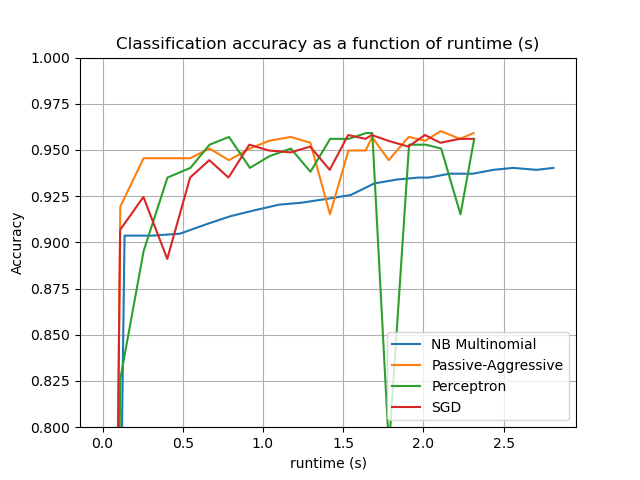 Classification accuracy as a function of runtime (s)
1.000
0.975
0.950
0.925
0.900
0.875
0.850
0.825
0.800
Accuracy
NB Multinomial
Passive-Aggressive
Perceptron
SGD
0.0 0.5 1.0 1.5 2.0 2.5
runtime (s)